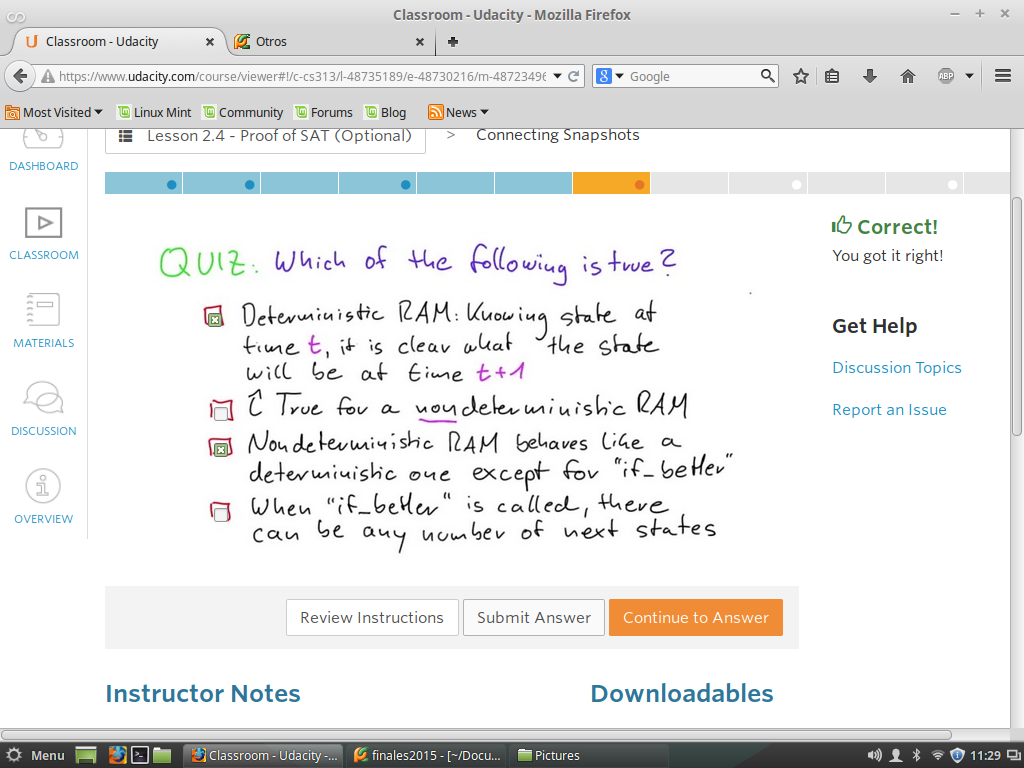 Classroom - Udacity - Mozilla Firefox
Classroom - Udacity
Otros
https://www.udacity.com/course/viewer#!/c-cs313/l-48735189/e-48730216/m-48723496
Google
ABP
Most Visited
Linux Mint
Community
Forums
Blog
News
Lesson 2.4 - Proof of SAT (Optional) > Connecting Snapshots
DASHBOARD
CLASSROOM
MATERIALS
DISCUSSION
OVERVIEW
QUIZ: Which of the following is true?
Deterministic RAM: Knowing state at
time t, it is clear what the state
will be at time t+1
↑ True for a nondeterministic RAM
Nondeterministic RAM behaves like a
deterministic one except for "if_better"
When "if_better" is called, there
can be any number of next states
Correct!
You got it right!
Get Help
Discussion Topics
Report an Issue
Review Instructions
Submit Answer
Continue to Answer
Instructor Notes
Downloadables
Menu
Classroom - Udacity -...
finales2015 - [~/Docu...
Pictures
11:29